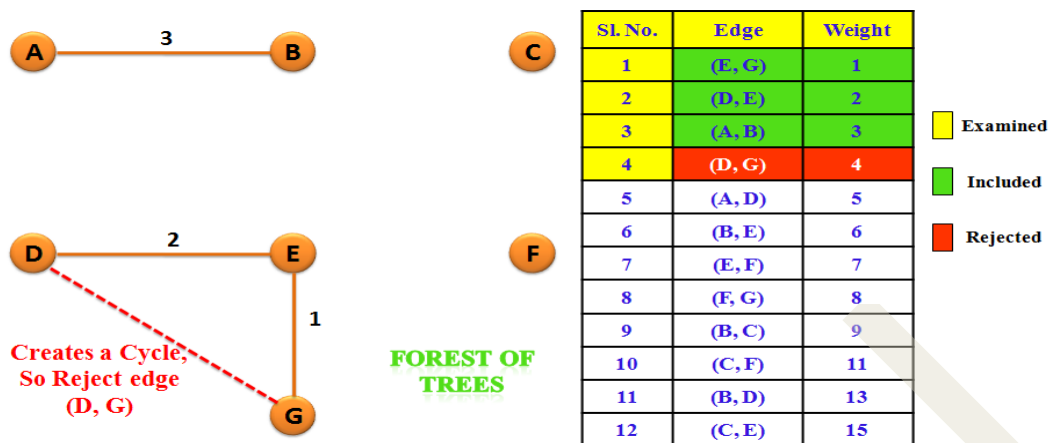 A
3
B
C
D
2
E
F
1
G
Creates a Cycle,
So Reject edge
(D, G)
FOREST OF
TREES
Sl. No. Edge Weight
1 (E, G) 1
2 (D, E) 2
3 (A, B) 3
4 (D, G) 4
5 (A, D) 5
6 (B, E) 6
7 (E, F) 7
8 (F, G) 8
9 (B, C) 9
10 (C, F) 11
11 (B, D) 13
12 (C, E) 15
Examined
Included
Rejected